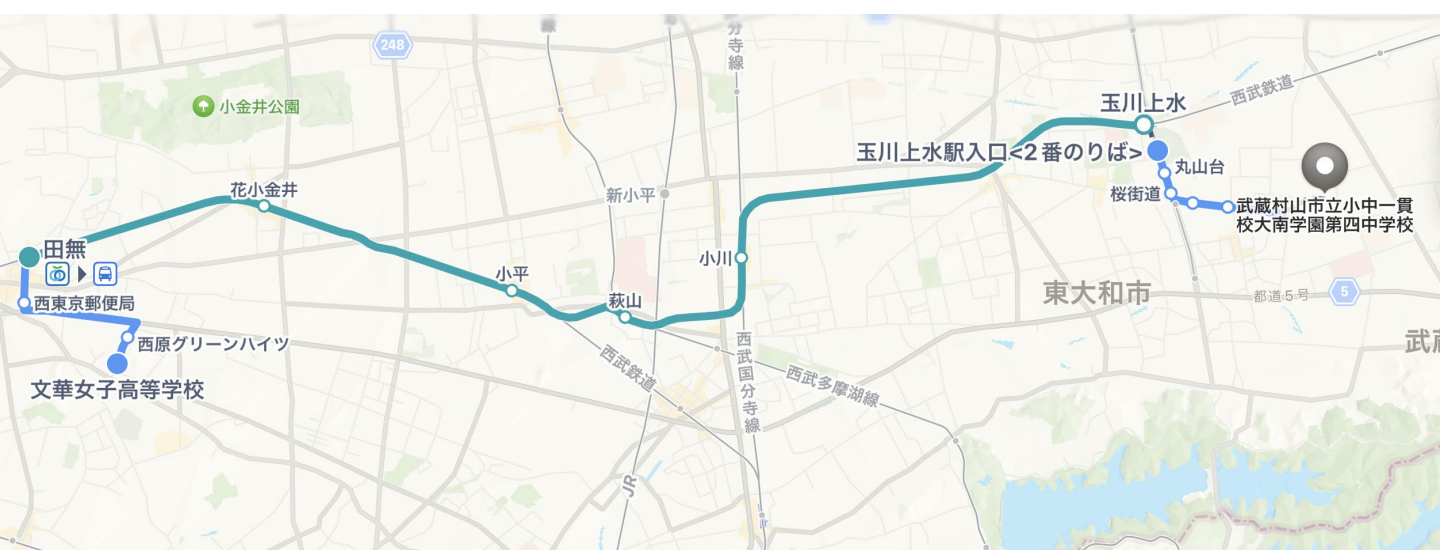 248
小金井公園
線
分
寺
線
玉川上水
西武鉄道
玉川上水駅入口<2番のりば>
丸山台
桜街道
武蔵村山市立小中一貫
校大南学園第四中学校
花小金井
新小平
田無
西東京郵便局
西原グリーンハイツ
文華女子高等学校
小平
萩山
小川
東大和市
都道5号
5
西武鉄道
西武国分寺線
西武多摩湖線
JR